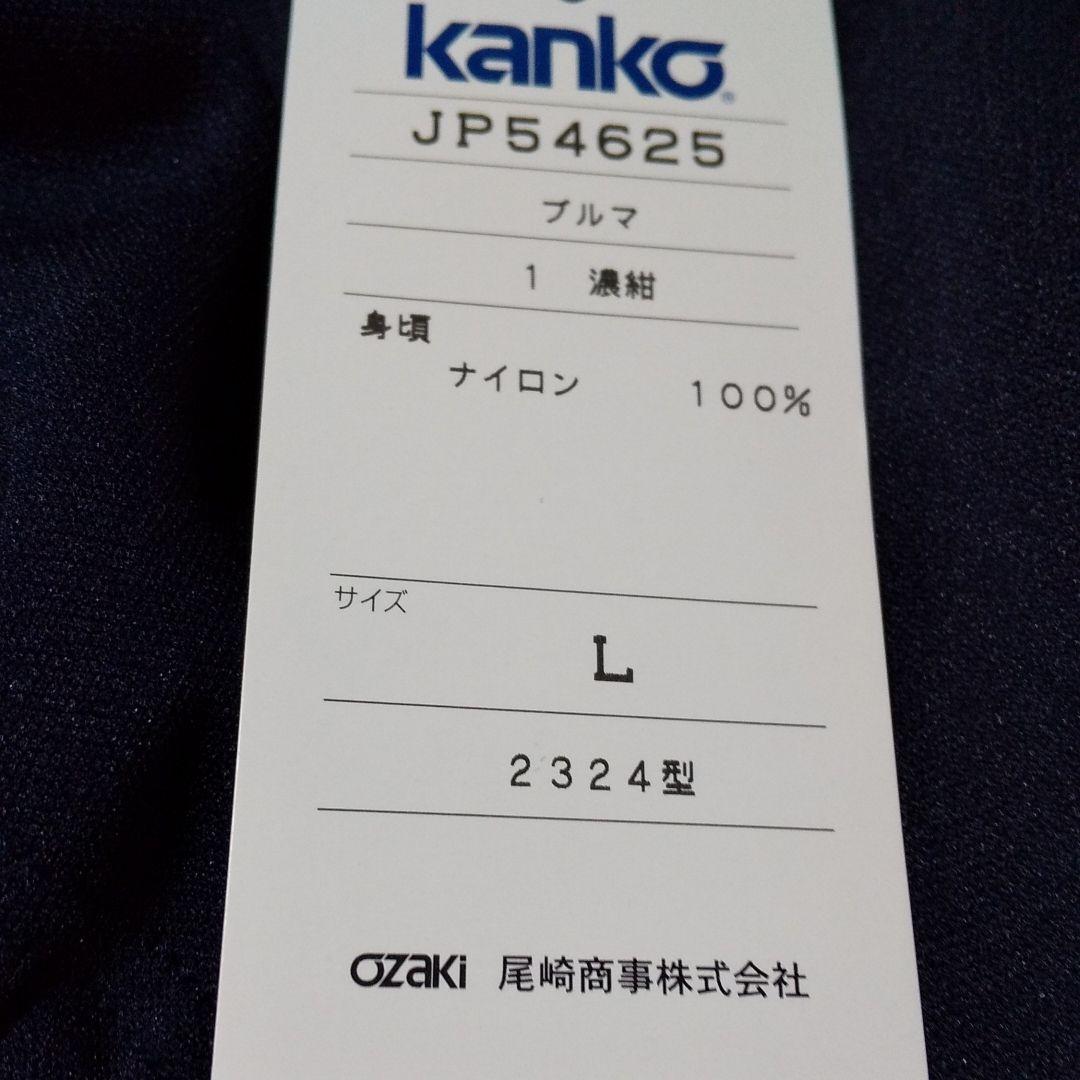 kanko®
JP54625
ブルマ
1 濃紺
身頃
ナイロン 100%
サイズ
L
2324型
OZAKI 尾崎商事株式会社